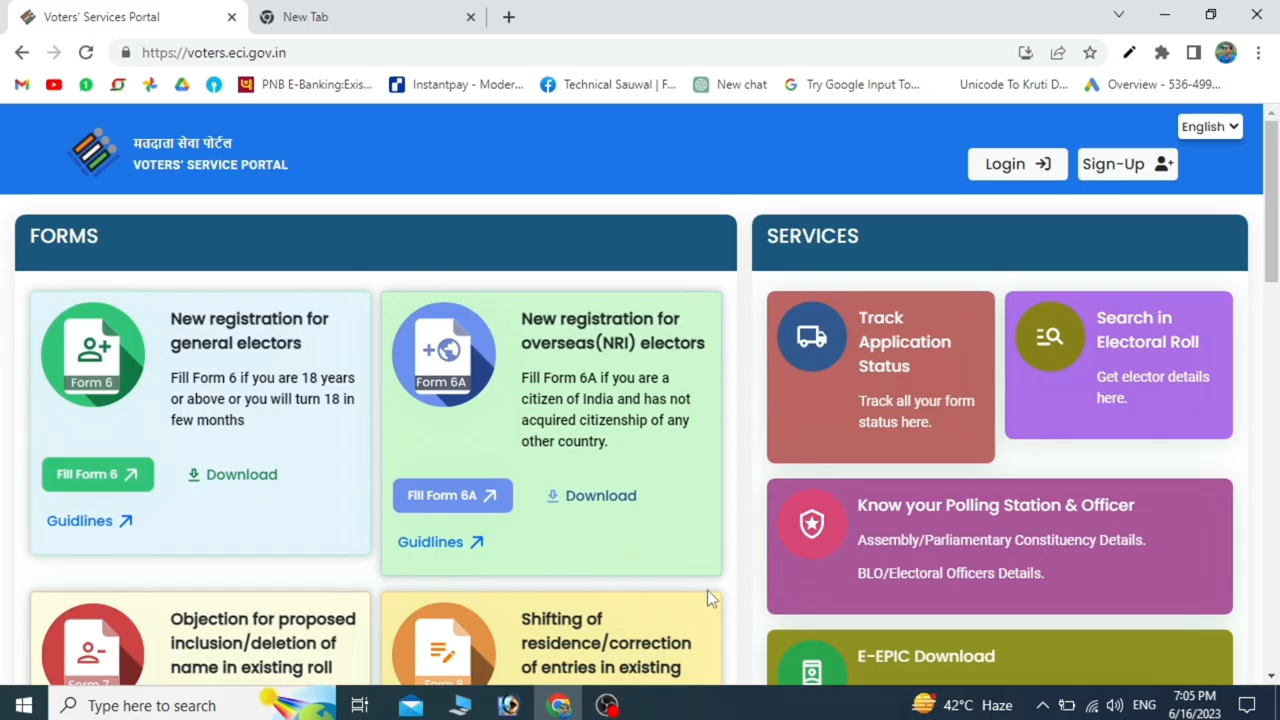 Voters' Services Portal
New Tab
https://voters.eci.gov.in
PNB E-Banking:Exis...
Instantpay - Moder...
Technical Sauwal | F...
New chat
Try Google Input To...
Unicode To Kruti D...
Overview - 536-499...
मतदाता सेवा पोर्टल
VOTERS' SERVICE PORTAL
English
Login
Sign-Up
FORMS
New registration for
general electors
Fill Form 6 if you are 18 years
or above or you will turn 18 in
few months
Form 6
Fill Form 6
Download
Guidlines
New registration for
overseas(NRI) electors
Fill Form 6A if you are a
citizen of India and has not
acquired citizenship of any
other country.
Form 6A
Fill Form 6A
Download
Guidlines
Objection for proposed
inclusion/deletion of
name in existing roll
Form 7
Shifting of
residence/correction
of entries in existing
Form 8
SERVICES
Track
Application
Status
Track all your form
status here.
Search in
Electoral Roll
Get elector details
here.
Know your Polling Station & Officer
Assembly/Parliamentary Constituency Details.
BLO/Electoral Officers Details.
E-EPIC Download
Type here to search
42°C Haze
ENG
7:05 PM
6/16/2023